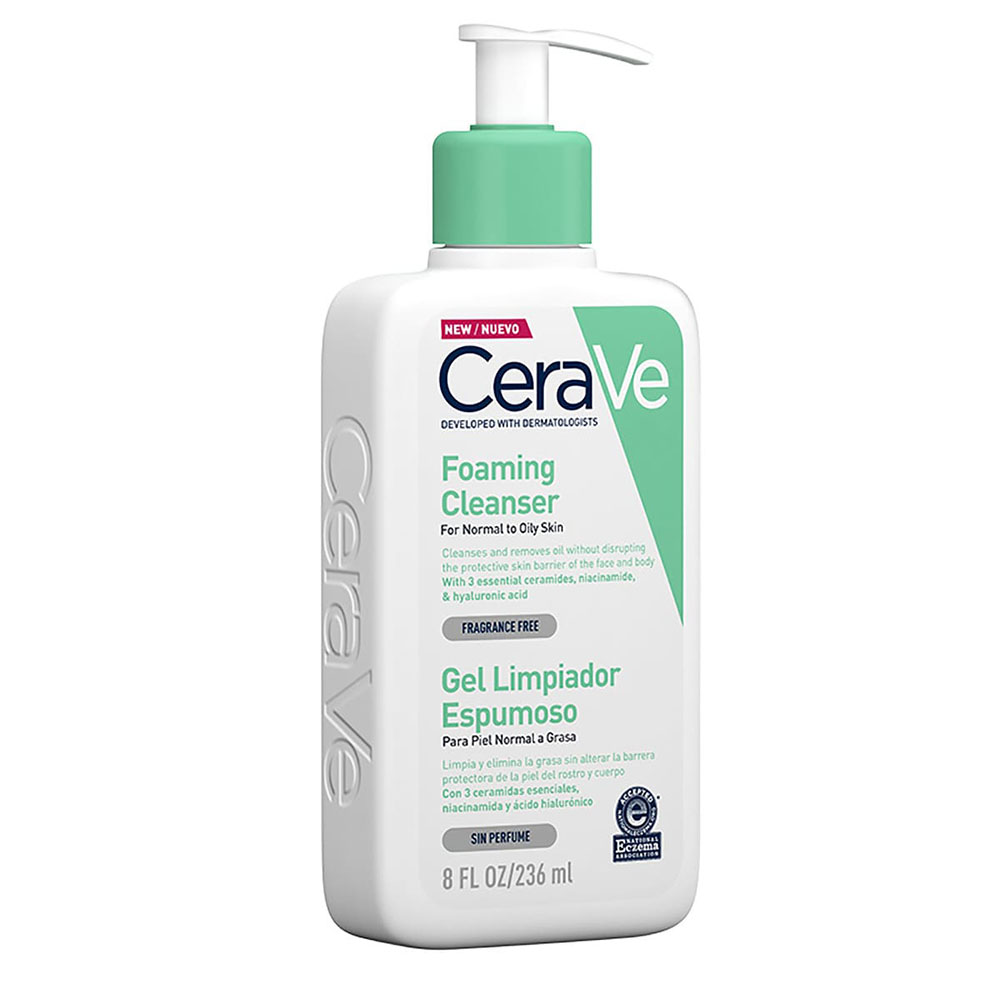 NEW / NUEVO
CeraVe
DEVELOPED WITH DERMATOLOGISTS
Foaming
Cleanser
For Normal to Oily Skin
Cleanses and removes oil without disrupting
the protective skin barrier of the face and body
With 3 essential ceramides, niacinamide,
& hyaluronic acid
FRAGRANCE FREE
Gel Limpiador
Espumoso
Para Piel Normal a Grasa
Limpia y elimina la grasa sin alterar la barrera
protectora de la piel del rostro y cuerpo
Con 3 ceramidas esenciales,
niacinamida y ácido hialurónico
SIN PERFUME
8 FL OZ/236 ml
ACCEPTED
e
NATIONAL
Eczema
ASSOCIATION
CeraVe